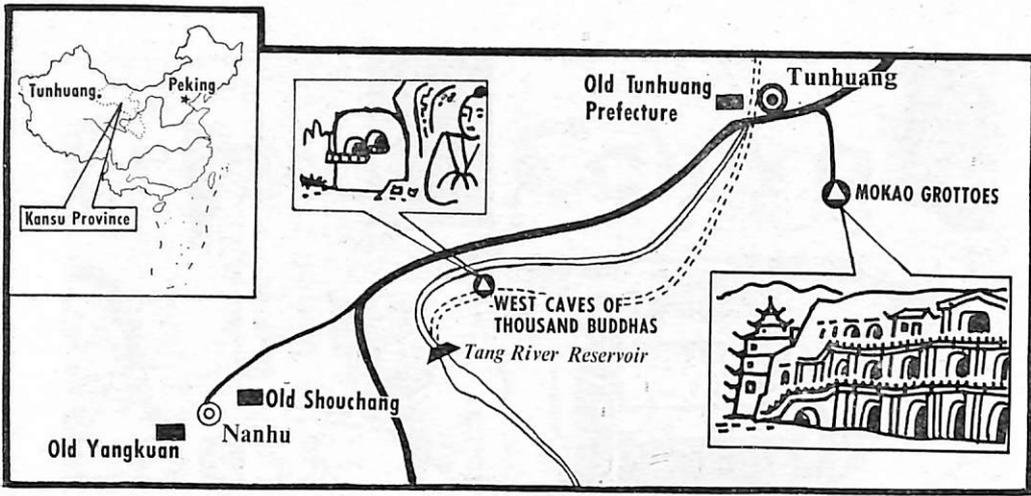 Tunhuang
Peking
Kansu Province
Old Tunhuang
Prefecture
Tunhuang
MOKAO GROTTOES
WEST CAVES OF
THOUSAND BUDDHAS
Tang River Reservoir
Old Shouchang
Nanhu
Old Yangkuan